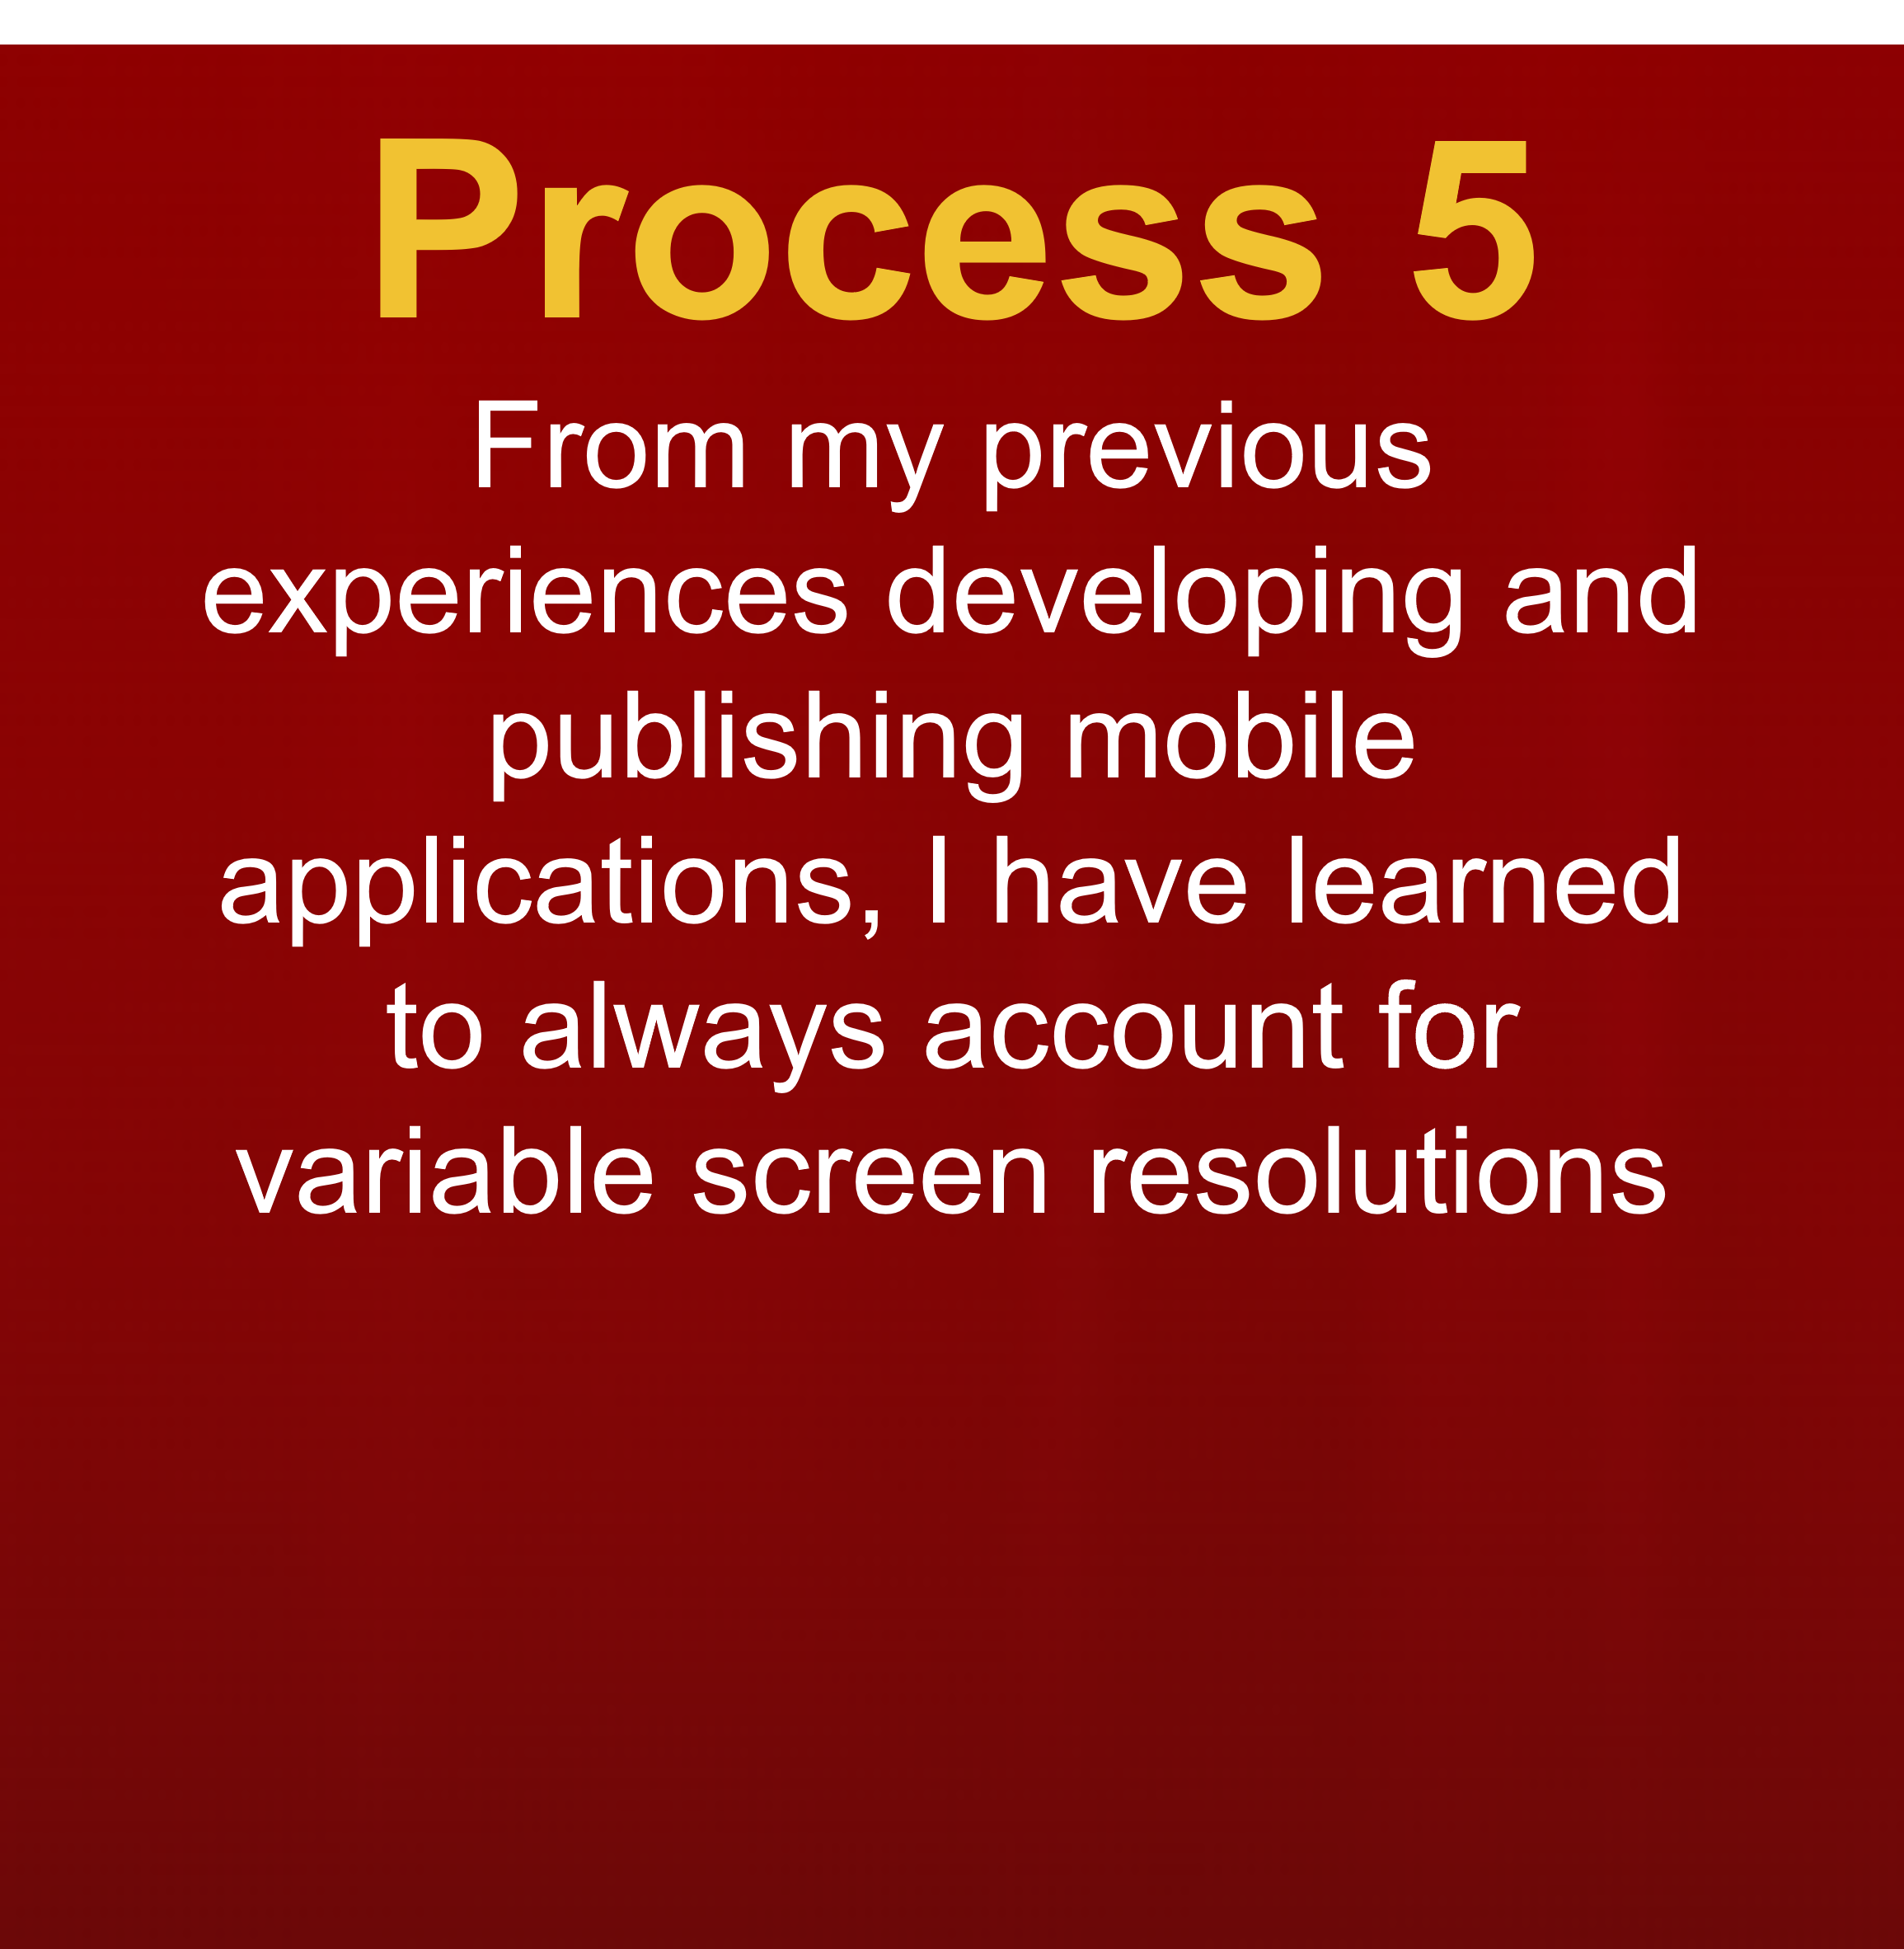 Process 5
From my previous
experiences developing and
publishing mobile
applications, I have learned
to always account for
variable screen resolutions